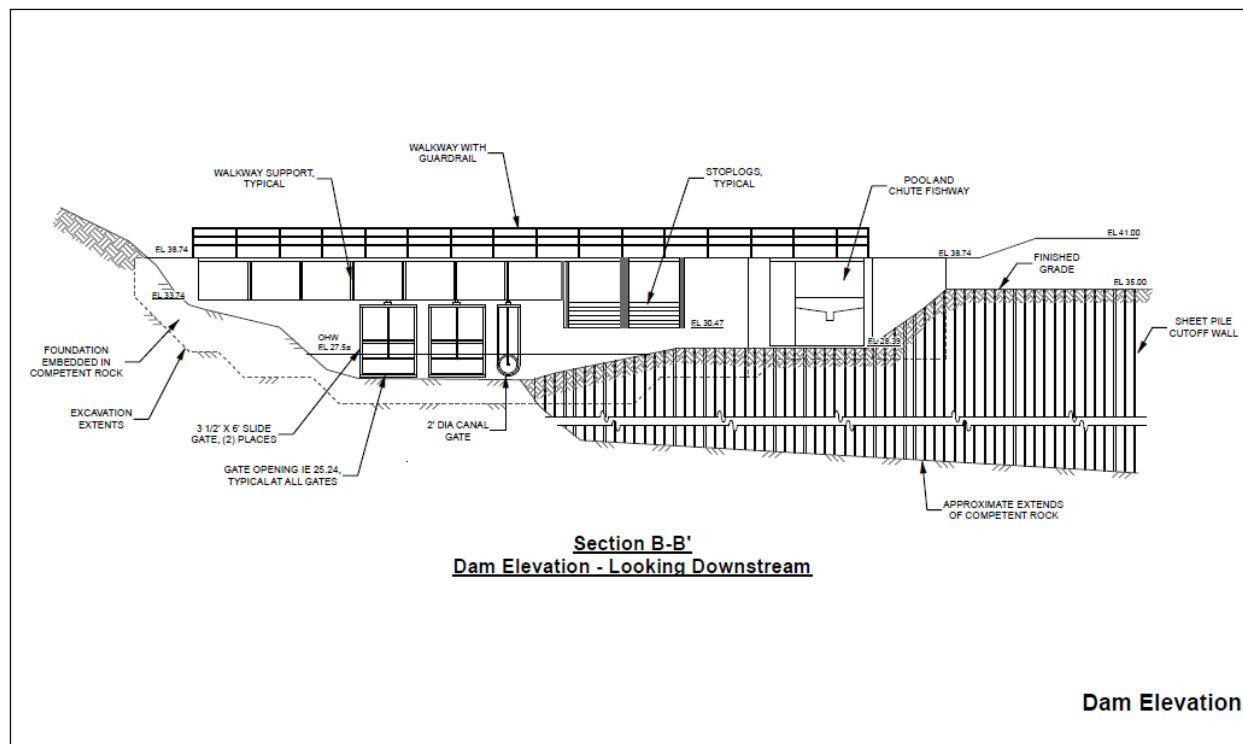 WALKWAY WITH
GUARDRAIL
WALKWAY SUPPORT,
TYPICAL
STOPLOGS,
TYPICAL
POOL AND
CHUTE FISHWAY
EL 41.00
EL 38.74
EL 38.74
FINISHED
GRADE
EL 35.00
EL 33.74
EL 30.47
SHEET PILE
CUTOFF WALL
OHW
EL 27.5±
EL 28.39
FOUNDATION
EMBEDDED IN
COMPETENT ROCK
EXCAVATION
EXTENTS
3 1/2' X 6' SLIDE
GATE, (2) PLACES
2' DIA CANAL
GATE
GATE OPENING IE 25.24,
TYPICAL AT ALL GATES
APPROXIMATE EXTENDS
OF COMPETENT ROCK
Section B-B'
Dam Elevation - Looking Downstream
Dam Elevation